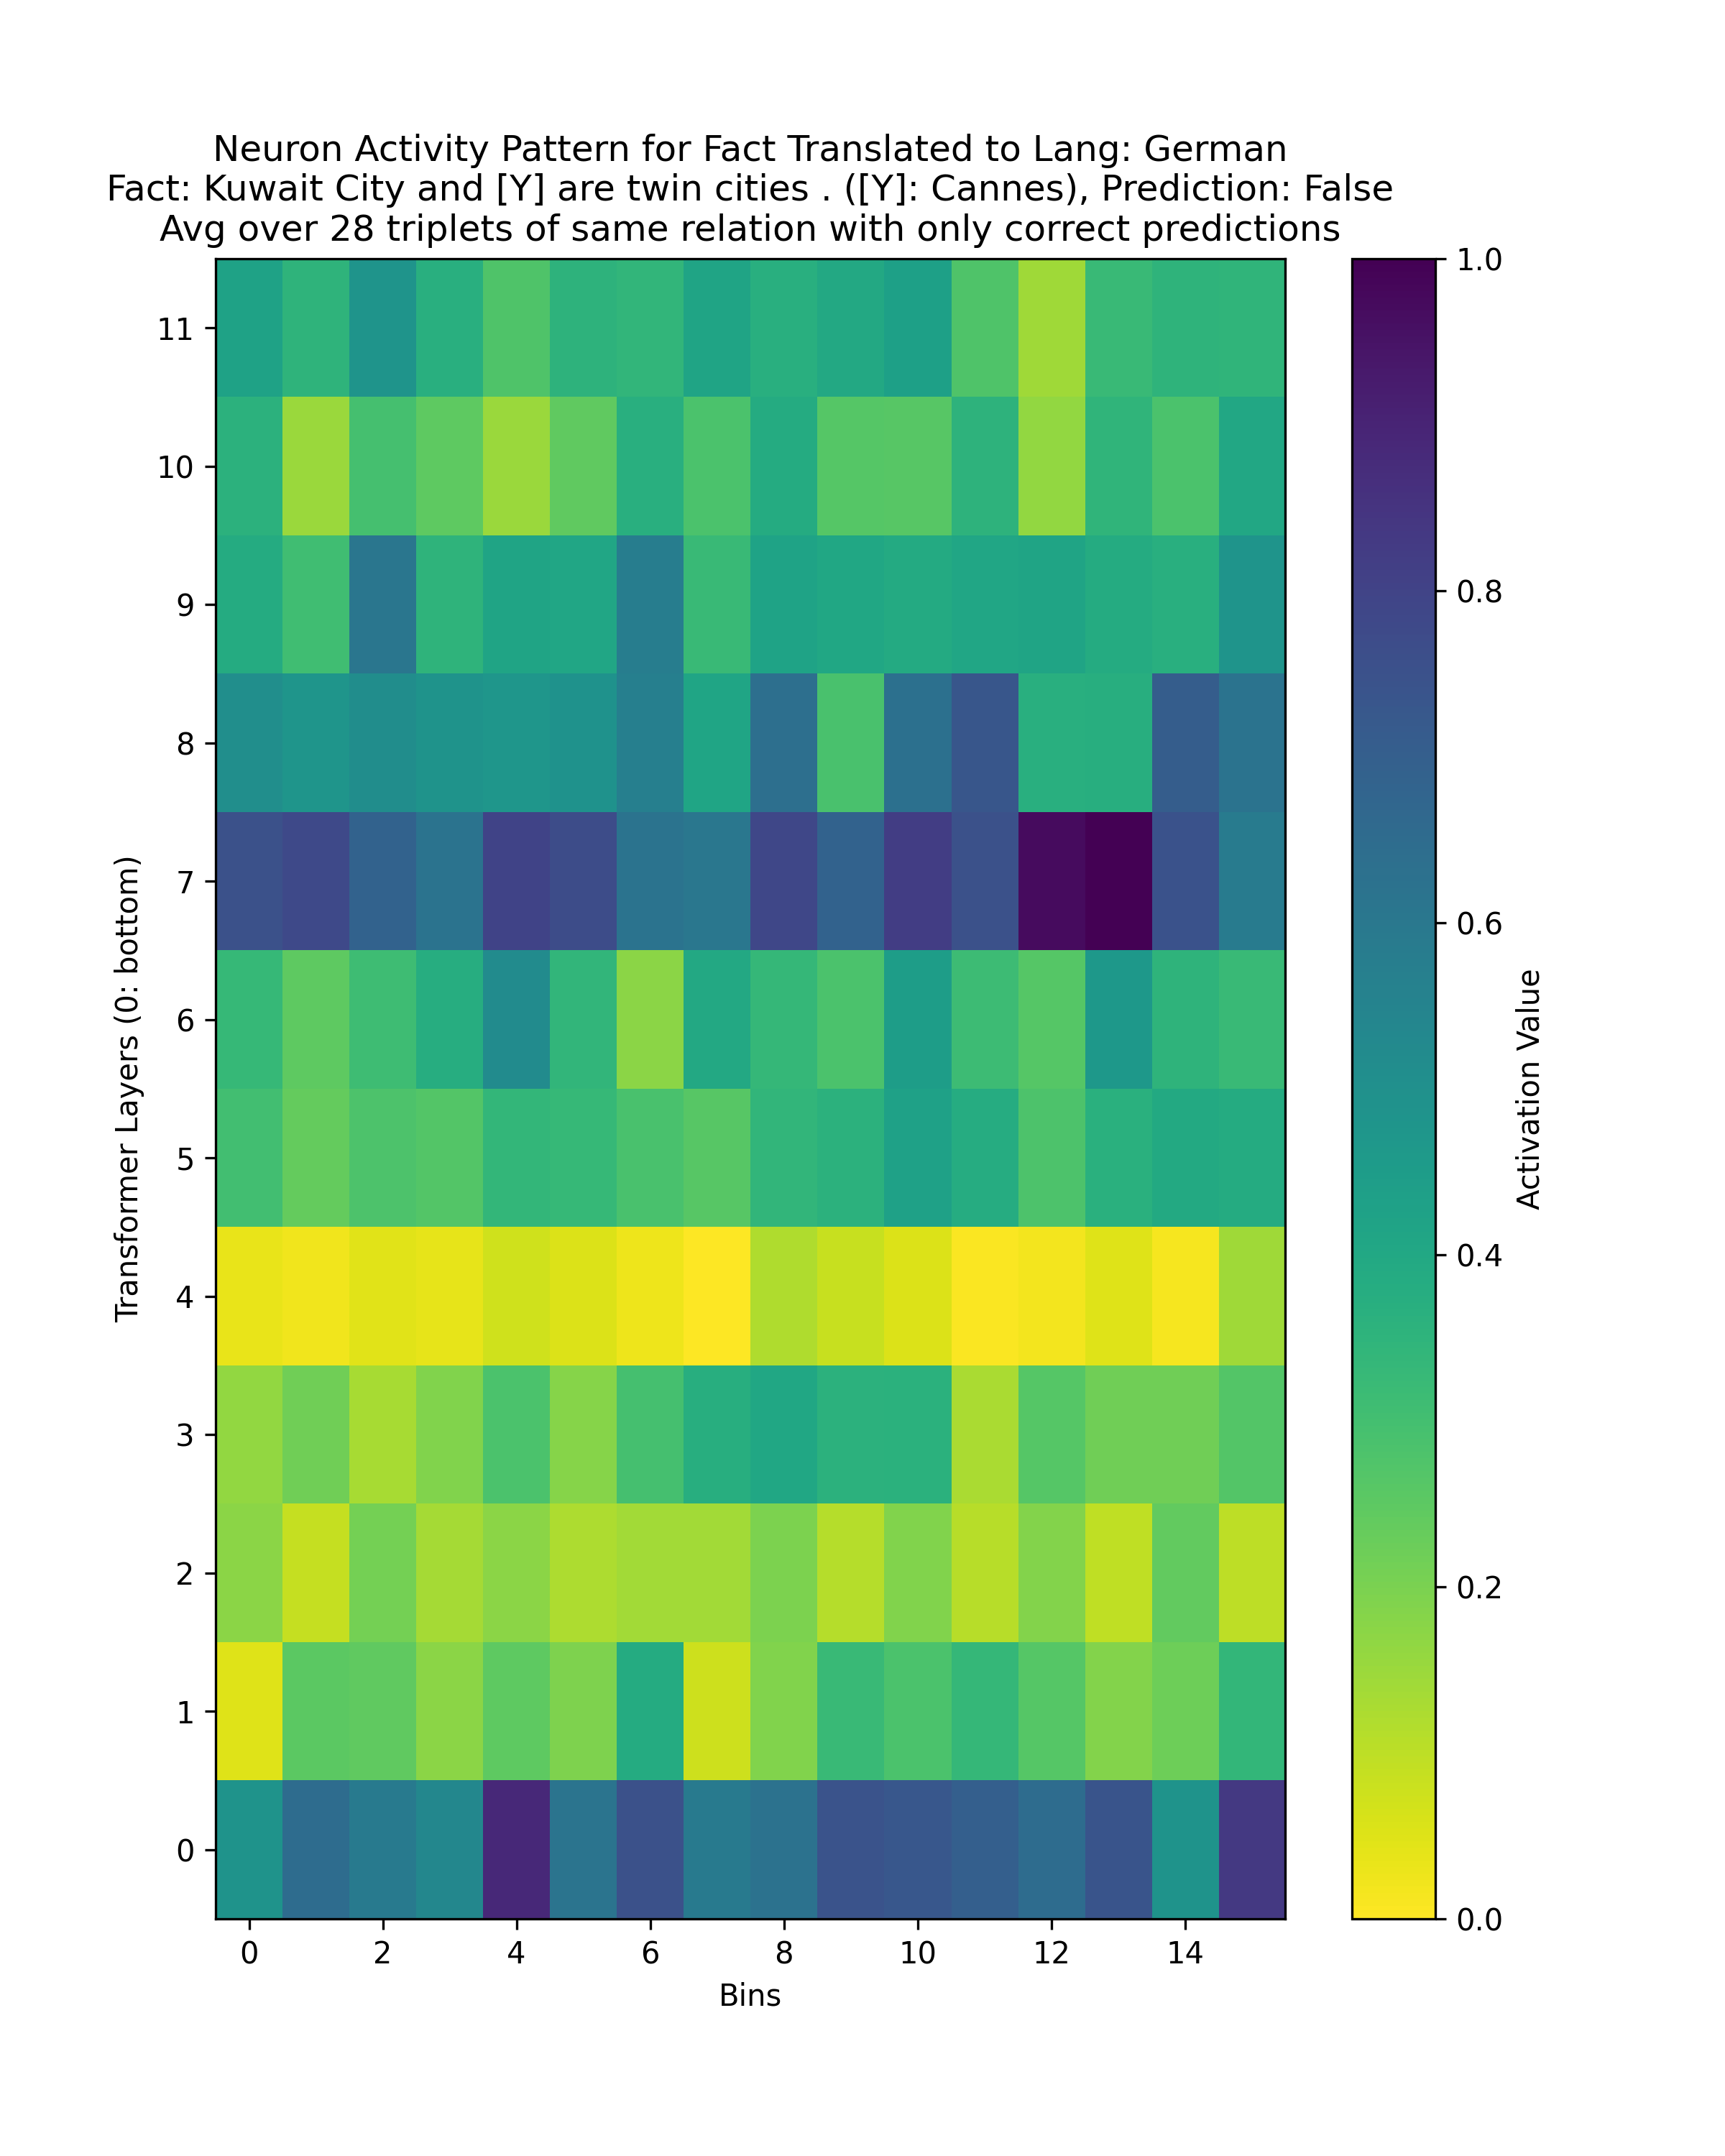 Neuron Activity Pattern for Fact Translated to Lang: German
Fact: Kuwait City and [Y] are twin cities . ([Y]: Cannes), Prediction: False
Avg over 28 triplets of same relation with only correct predictions
Transformer Layers (0: bottom)
11
10
9
8
7
6
5
4
3
2
1
0
0 2 4 6 8 10 12 14
Bins
1.0
0.8
0.6
0.4
0.2
0.0
Activation Value